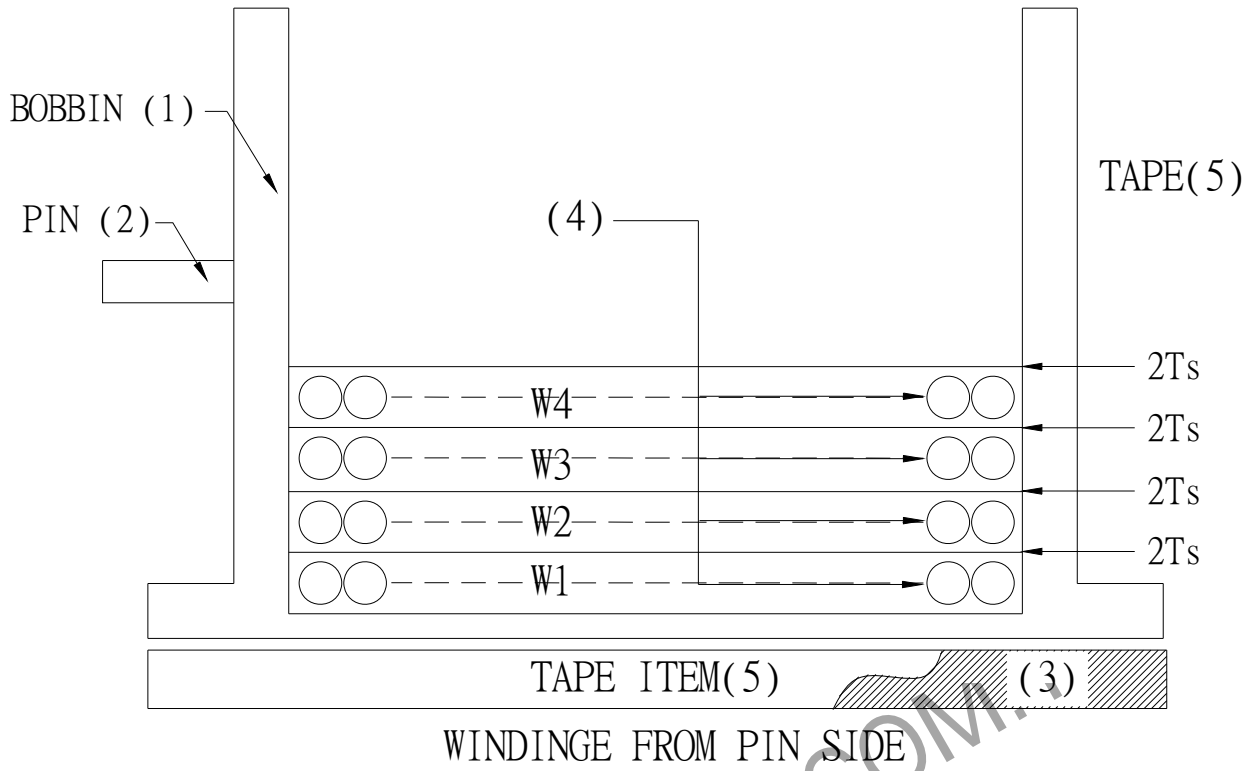 BOBBIN (1)
TAPE(5)
PIN (2)
(4)
2Ts
W4
2Ts
W3
2Ts
W2
2Ts
W1
TAPE ITEM(5)
(3)
WINDINGE FROM PIN SIDE